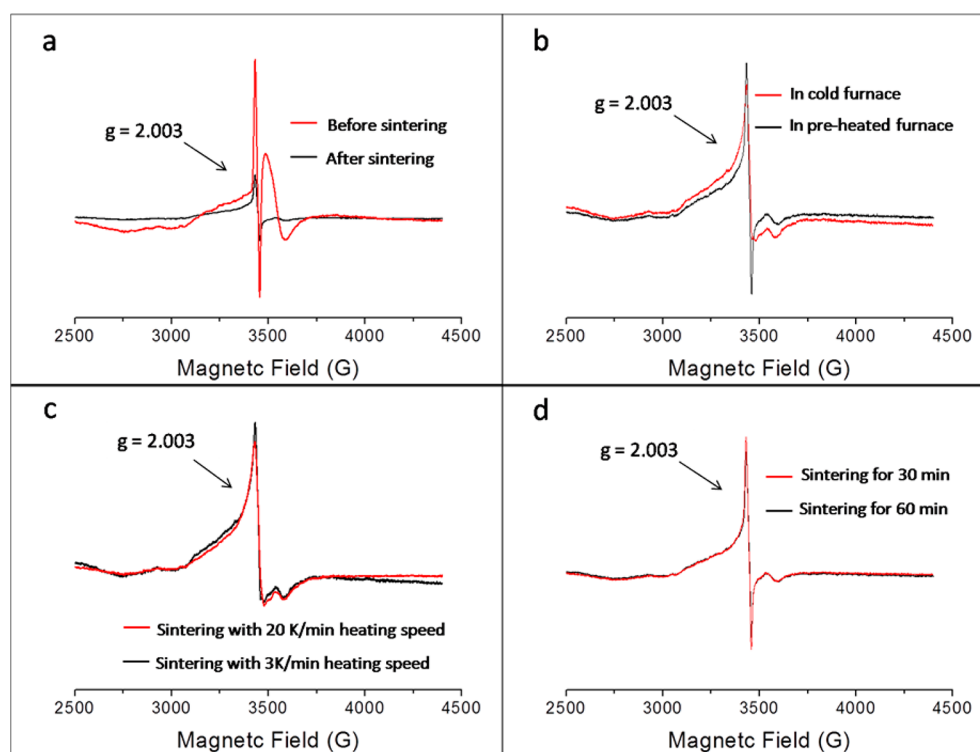 a
g = 2.003
Before sintering
After sintering
2500 3000 3500 4000 4500
Magnetc Field (G)
b
In cold furnace
In pre-heated furnace
g = 2.003
2500 3000 3500 4000 4500
Magnetc Field (G)
c
g = 2.003
Sintering with 20 K/min heating speed
Sintering with 3K/min heating speed
2500 3000 3500 4000 4500
Magnetc Field (G)
d
g = 2.003
Sintering for 30 min
Sintering for 60 min
2500 3000 3500 4000 4500
Magnetc Field (G)